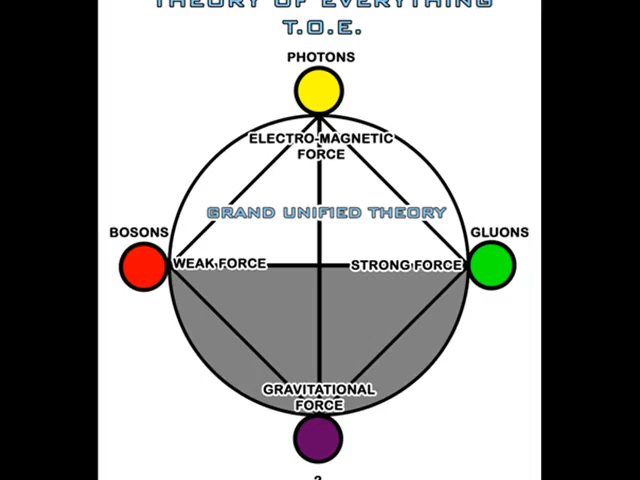 THEORY OF EVERYTHING
T.O.E.
PHOTONS
ELECTRO-MAGNETIC
FORCE
GRAND UNIFIED THEORY
BOSONS
GLUONS
WEAK FORCE
STRONG FORCE
GRAVITATIONAL
FORCE
?